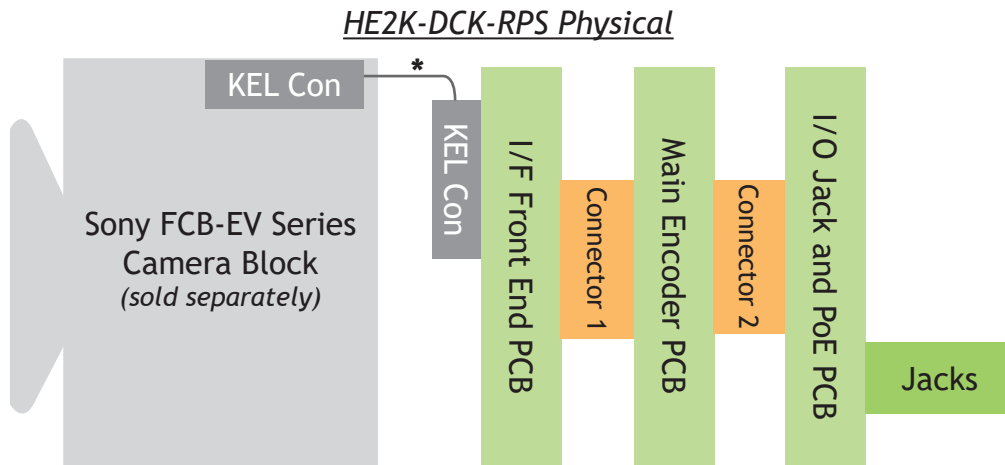 HE2K-DCK-RPS Physical
KEL Con
*
KEL Con
Sony FCB-EV Series
Camera Block
(sold separately)
I/F Front End PCB
Connector 1
Main Encoder PCB
Connector 2
I/O Jack and PoE PCB
Jacks